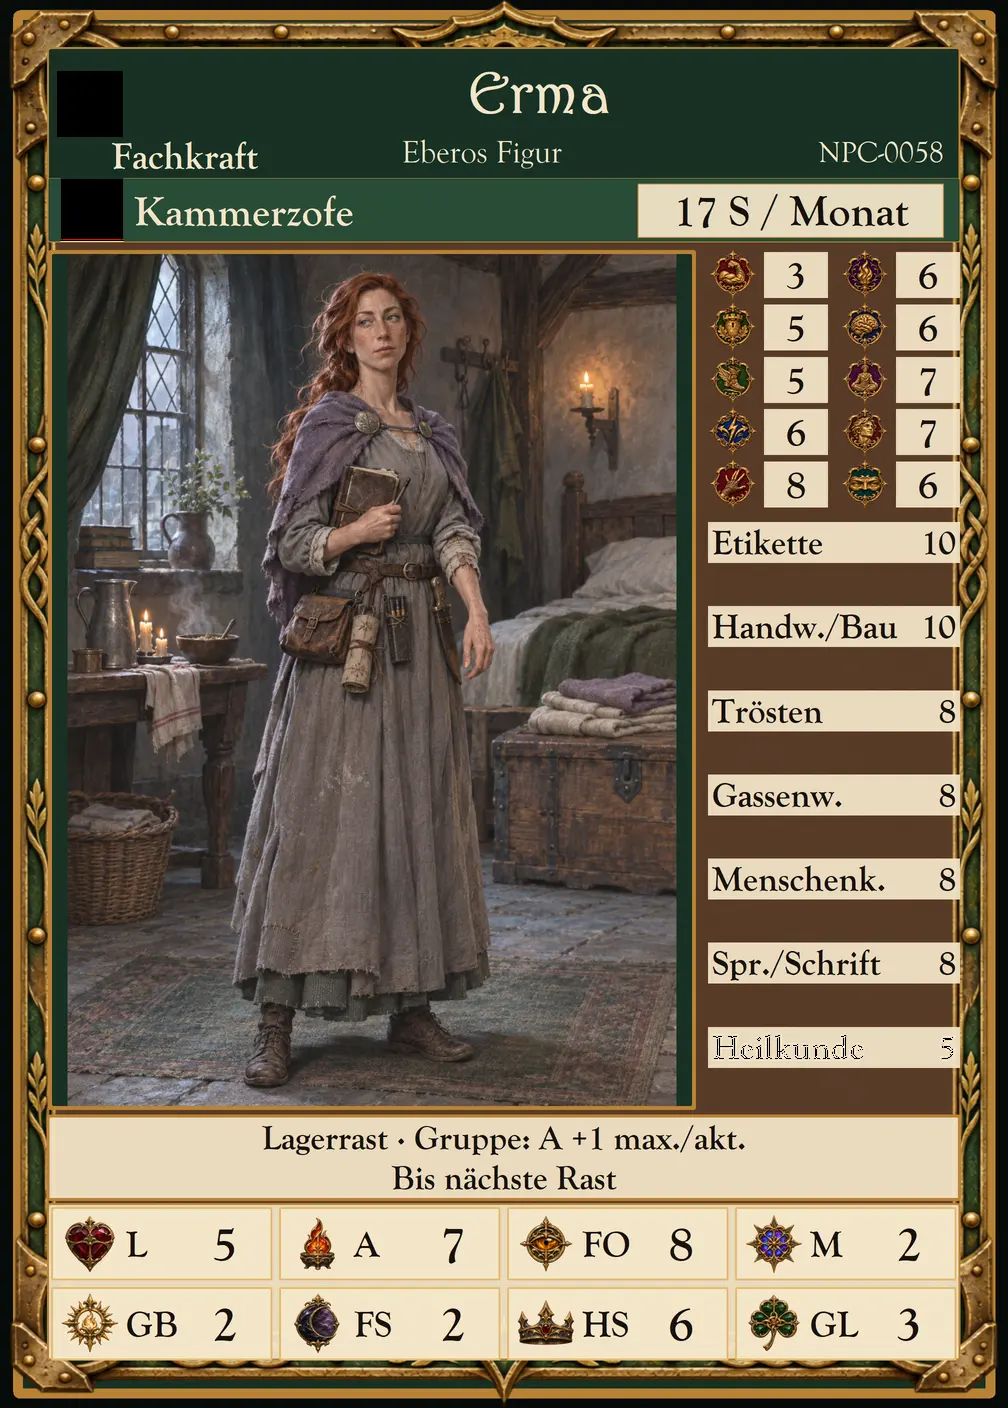 Erma
Fachkraft Eberos Figur NPC-0058
Kammerzofe 17 S / Monat
3 6
5 6
5 7
6 7
8 6
Etikette 10
Handw./Bau 10
Trösten 8
Gassenw. 8
Menschenk. 8
Spr./Schrift 8
Heilkunde 5
Lagerrast · Gruppe: A +1 max./akt.
Bis nächste Rast
L 5 A 7 FO 8 M 2
GB 2 FS 2 HS 6 GL 3